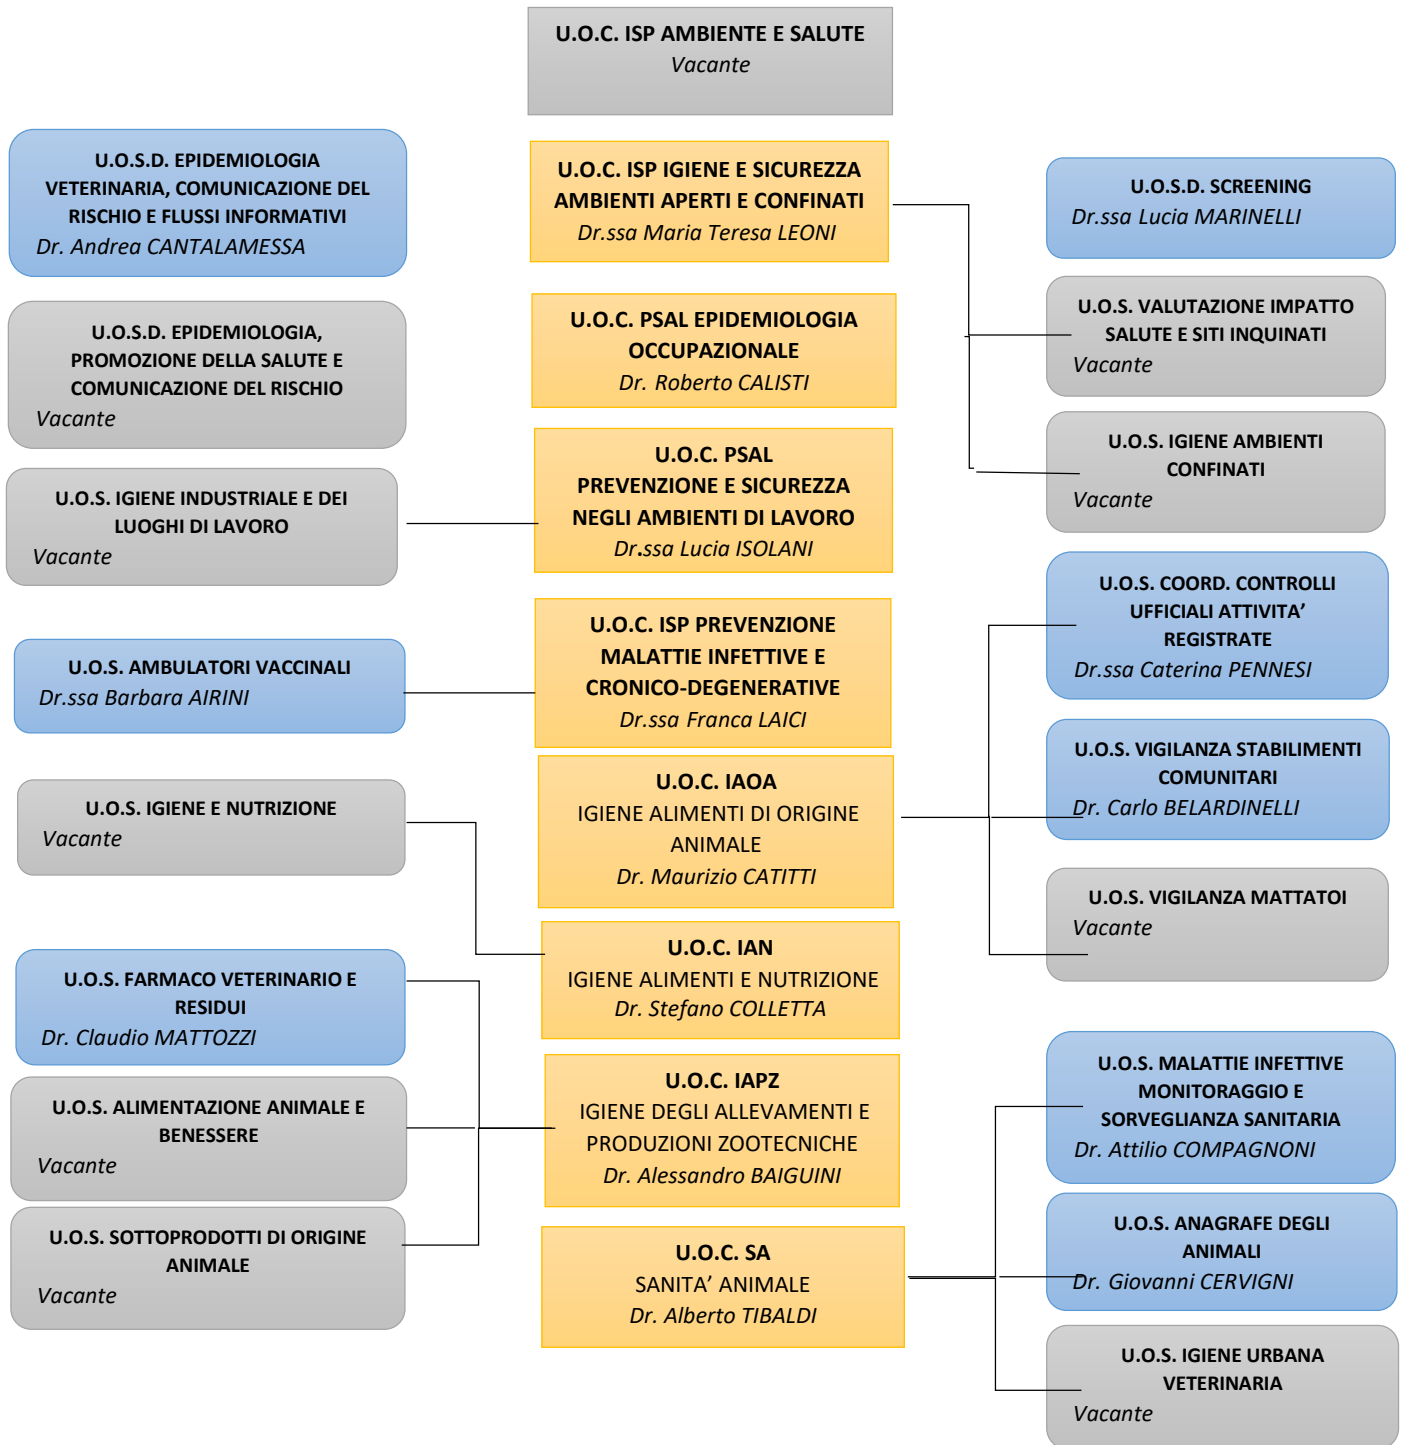 U.O.C. ISP AMBIENTE E SALUTE
Vacante
U.O.S.D. EPIDEMIOLOGIA
VETERINARIA, COMUNICAZIONE DEL
RISCHIO E FLUSSI INFORMATIVI
Dr. Andrea CANTALAMESSA
U.O.S.D. EPIDEMIOLOGIA,
PROMOZIONE DELLA SALUTE E
COMUNICAZIONE DEL RISCHIO
Vacante
U.O.S. IGIENE INDUSTRIALE E DEI
LUOGHI DI LAVORO
Vacante
U.O.S. AMBULATORI VACCINALI
Dr.ssa Barbara AIRINI
U.O.S. IGIENE E NUTRIZIONE
Vacante
U.O.S. FARMACO VETERINARIO E
RESIDUI
Dr. Claudio MATTOZZI
U.O.S. ALIMENTAZIONE ANIMALE E
BENESSERE
Vacante
U.O.S. SOTTOPRODOTTI DI ORIGINE
ANIMALE
Vacante
U.O.C. ISP IGIENE E SICUREZZA
AMBIENTI APERTI E CONFINATI
Dr.ssa Maria Teresa LEONI
U.O.C. PSAL EPIDEMIOLOGIA
OCCUPAZIONALE
Dr. Roberto CALISTI
U.O.C. PSAL
PREVENZIONE E SICUREZZA
NEGLI AMBIENTI DI LAVORO
Dr.ssa Lucia ISOLANI
U.O.C. ISP PREVENZIONE
MALATTIE INFETTIVE E
CRONICO-DEGENERATIVE
Dr.ssa Franca LAICI
U.O.C. IAOA
IGIENE ALIMENTI DI ORIGINE
ANIMALE
Dr. Maurizio CATITTI
U.O.C. IAN
IGIENE ALIMENTI E NUTRIZIONE
Dr. Stefano COLLETTA
U.O.C. IAPZ
IGIENE DEGLI ALLEVAMENTI E
PRODUZIONI ZOOTECNICHE
Dr. Alessandro BAIGUINI
U.O.C. SA
SANITA’ ANIMALE
Dr. Alberto TIBALDI
U.O.S.D. SCREENING
Dr.ssa Lucia MARINELLI
U.O.S. VALUTAZIONE IMPATTO
SALUTE E SITI INQUINATI
Vacante
U.O.S. IGIENE AMBIENTI
CONFINATI
Vacante
U.O.S. COORD. CONTROLLI
UFFICIALI ATTIVITA’
REGISTRATE
Dr.ssa Caterina PENNESI
U.O.S. VIGILANZA STABILIMENTI
COMUNITARI
Dr. Carlo BELARDINELLI
U.O.S. VIGILANZA MATTATOI
Vacante
U.O.S. MALATTIE INFETTIVE
MONITORAGGIO E
SORVEGLIANZA SANITARIA
Dr. Attilio COMPAGNONI
U.O.S. ANAGRAFE DEGLI
ANIMALI
Dr. Giovanni CERVIGNI
U.O.S. IGIENE URBANA
VETERINARIA
Vacante